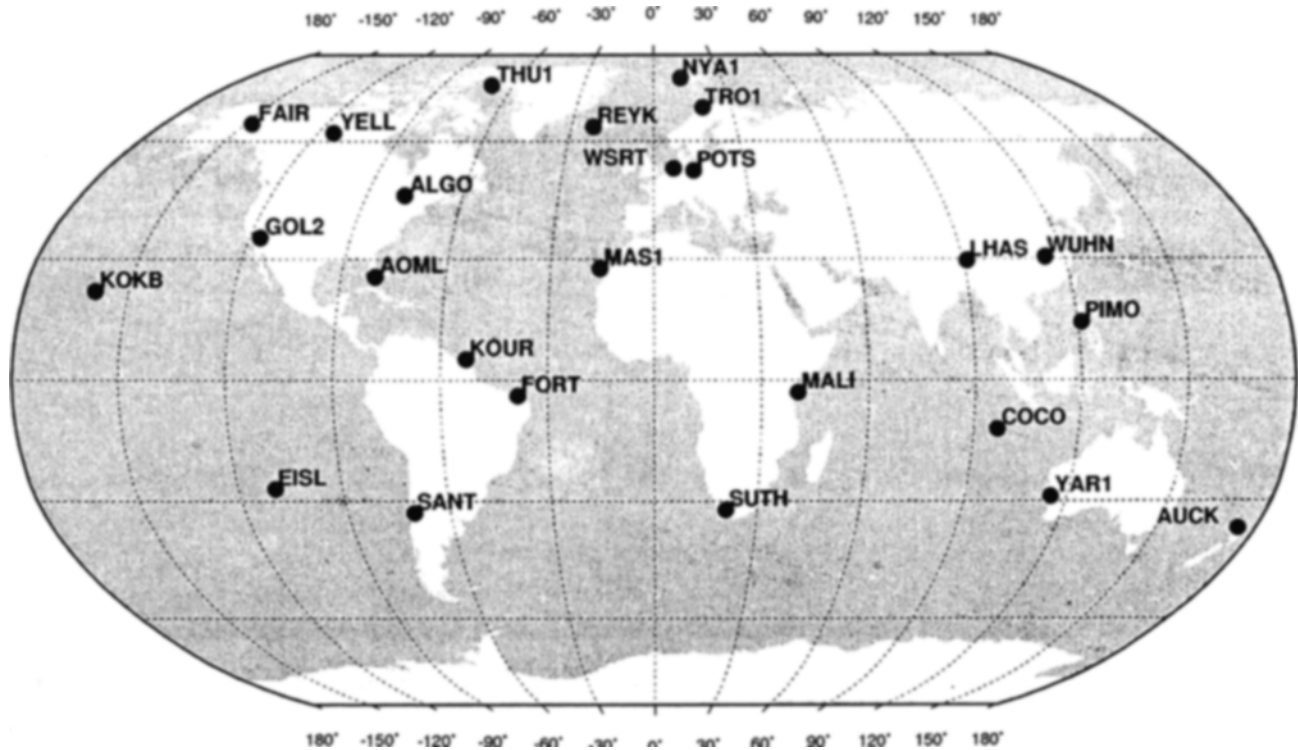 180° -150° -120° -90° -60° -30° 0° 30° 60° 90° 120° 150° 180°
THU1
NYA1
TRO1
FAIR
YELL
REYK
WSRT
POTS
ALGO
GOL2
AOML
MAS1
LHAS
WUHN
KOKB
PIMO
KOUR
FORT
MALI
COCO
EISL
SANT
SUTH
YAR1
AUCK
180° -150° -120° -90° -60° -30° 0° 30° 60° 90° 120° 150° 180°